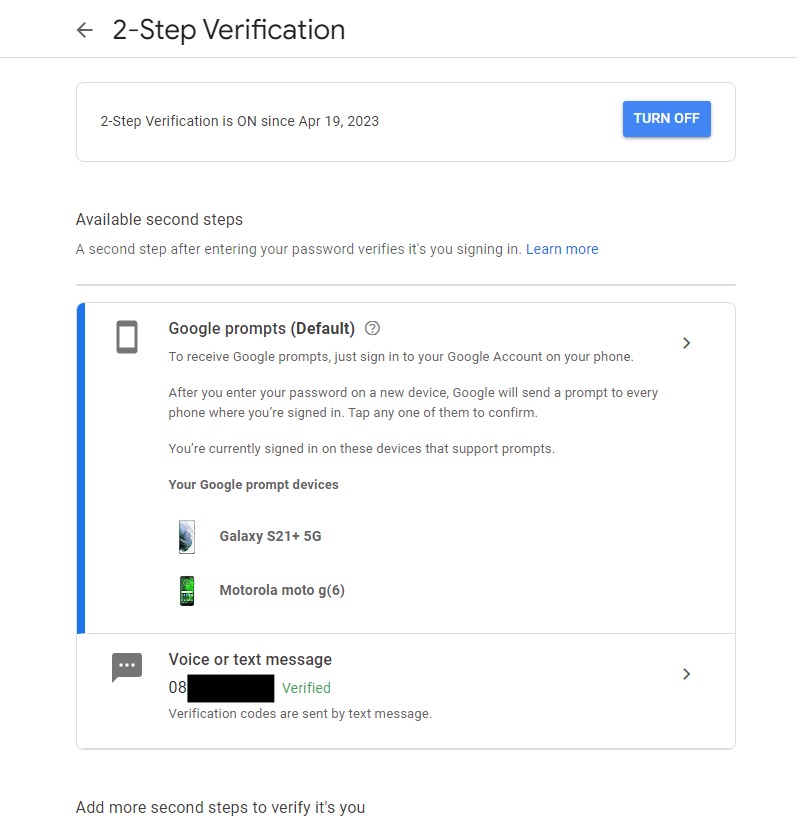 2-Step Verification
2-Step Verification is ON since Apr 19, 2023
TURN OFF
Available second steps
A second step after entering your password verifies it's you signing in. Learn more
Google prompts (Default)
To receive Google prompts, just sign in to your Google Account on your phone.
After you enter your password on a new device, Google will send a prompt to every
phone where you’re signed in. Tap any one of them to confirm.
You’re currently signed in on these devices that support prompts.
Your Google prompt devices
Galaxy S21+ 5G
Motorola moto g(6)
Voice or text message
08 Verified
Verification codes are sent by text message.
Add more second steps to verify it's you